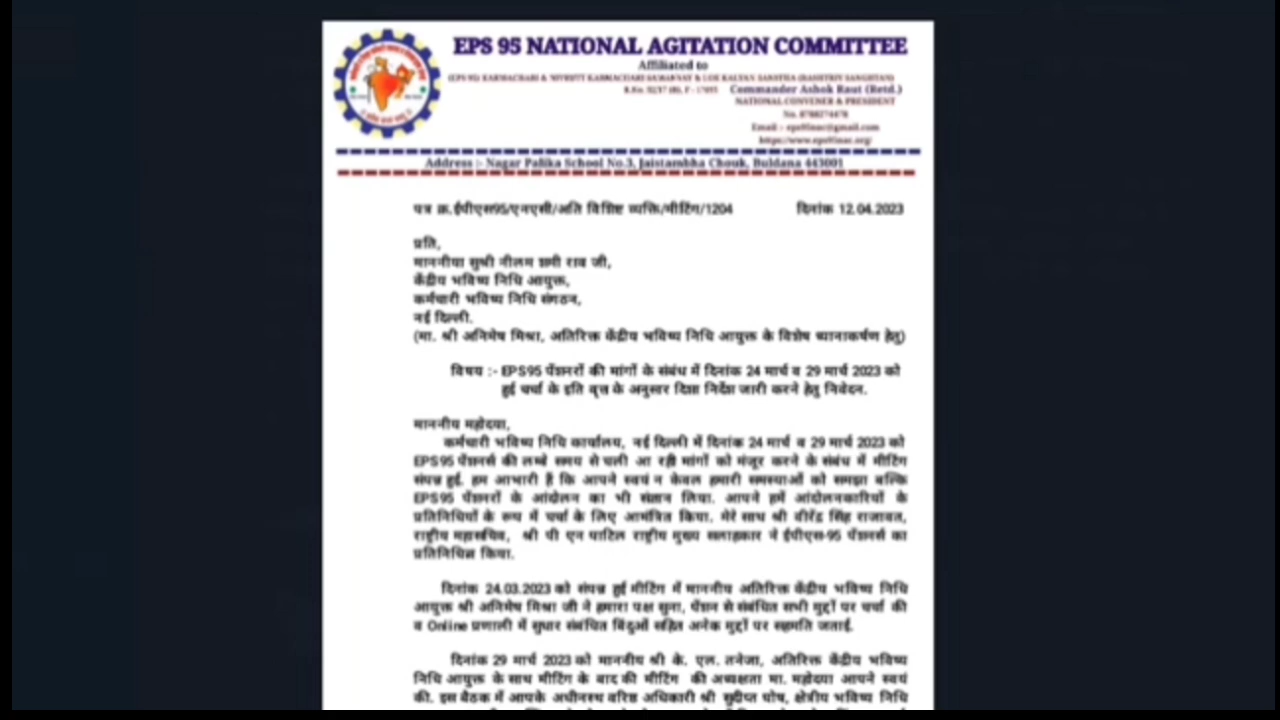 EPS 95 NATIONAL AGITATION COMMITTEE
Affiliated to
(EPS-95) KARMACHARI & NIVRITT KARMACHARI SAMANVAY & LOK KALYAN SANSTHA (RASHTRIY SANGHTAN)
R.No. 92/17 (B), F - 17695 Commander Ashok Raut (Retd.)
NATIONAL CONVENER & PRESIDENT
No.
Email :- eps95nac@gmail.com
https://www.eps95nac.org/
Address :- Nagar Palika School No.3, Jaistambha Chouk, Buldana 443001
पत्र क्र.ईपीएस95/एनएसी/अति विशिष्ट व्यक्ति/मीटिंग/1204 दिनांक 12.04.2023
प्रति,
माननीया सुश्री नीलम शमी राव जी,
केंद्रीय भविष्य निधि आयुक्त,
कर्मचारी भविष्य निधि संगठन,
नई दिल्ली.
(मा. श्री अनिमेष मिश्रा, अतिरिक्त केंद्रीय भविष्य निधि आयुक्त के विशेष ध्यानाकर्षण हेतु)
विषय :- EPS95 पेंशनरों की मांगों के संबंध में दिनांक 24 मार्च व 29 मार्च 2023 को
हुई चर्चा के इति वृत्त के अनुसार दिशा निर्देश जारी करने हेतु निवेदन.
माननीय महोदया,
कर्मचारी भविष्य निधि कार्यालय, नई दिल्ली में दिनांक 24 मार्च व 29 मार्च 2023 को
EPS95 पेंशनर्स की लम्बे समय से चली आ रही मांगों को मंजूर करने के संबंध में मीटिंग
संपन्न हुई. हम आभारी हैं कि आपने स्वयं न केवल हमारी समस्याओं को समझा बल्कि
EPS95 पेंशनरों के आंदोलन का भी संज्ञान लिया. आपने हमें आंदोलनकारियों के
प्रतिनिधियों के रूप में चर्चा के लिए आमंत्रित किया. मेरे साथ श्री वीरेंद्र सिंह राजावत,
राष्ट्रीय महासचिव, श्री पी एन पाटिल राष्ट्रीय मुख्य सलाहकार ने ईपीएस-95 पेंशनर्स का
प्रतिनिधित्व किया.
दिनांक 24.03.2023 को संपन्न हुई मीटिंग में माननीय अतिरिक्त केंद्रीय भविष्य निधि
आयुक्त श्री अनिमेष मिश्रा जी ने हमारा पक्ष सुना, पेंशन से संबंधित सभी मुद्दों पर चर्चा की
व Online प्रणाली में सुधार संबंधित बिंदुओं सहित अनेक मुद्दों पर सहमति जताई.
दिनांक 29 मार्च 2023 को माननीय श्री के. एल. तनेजा, अतिरिक्त केंद्रीय भविष्य
निधि आयुक्त के साथ मीटिंग के बाद की मीटिंग की अध्यक्षता मा. महोदया आपने स्वयं
की. इस बैठक में आपके अधीनस्थ वरिष्ठ अधिकारी श्री सुदीप्त घोष, क्षेत्रीय भविष्य निधि